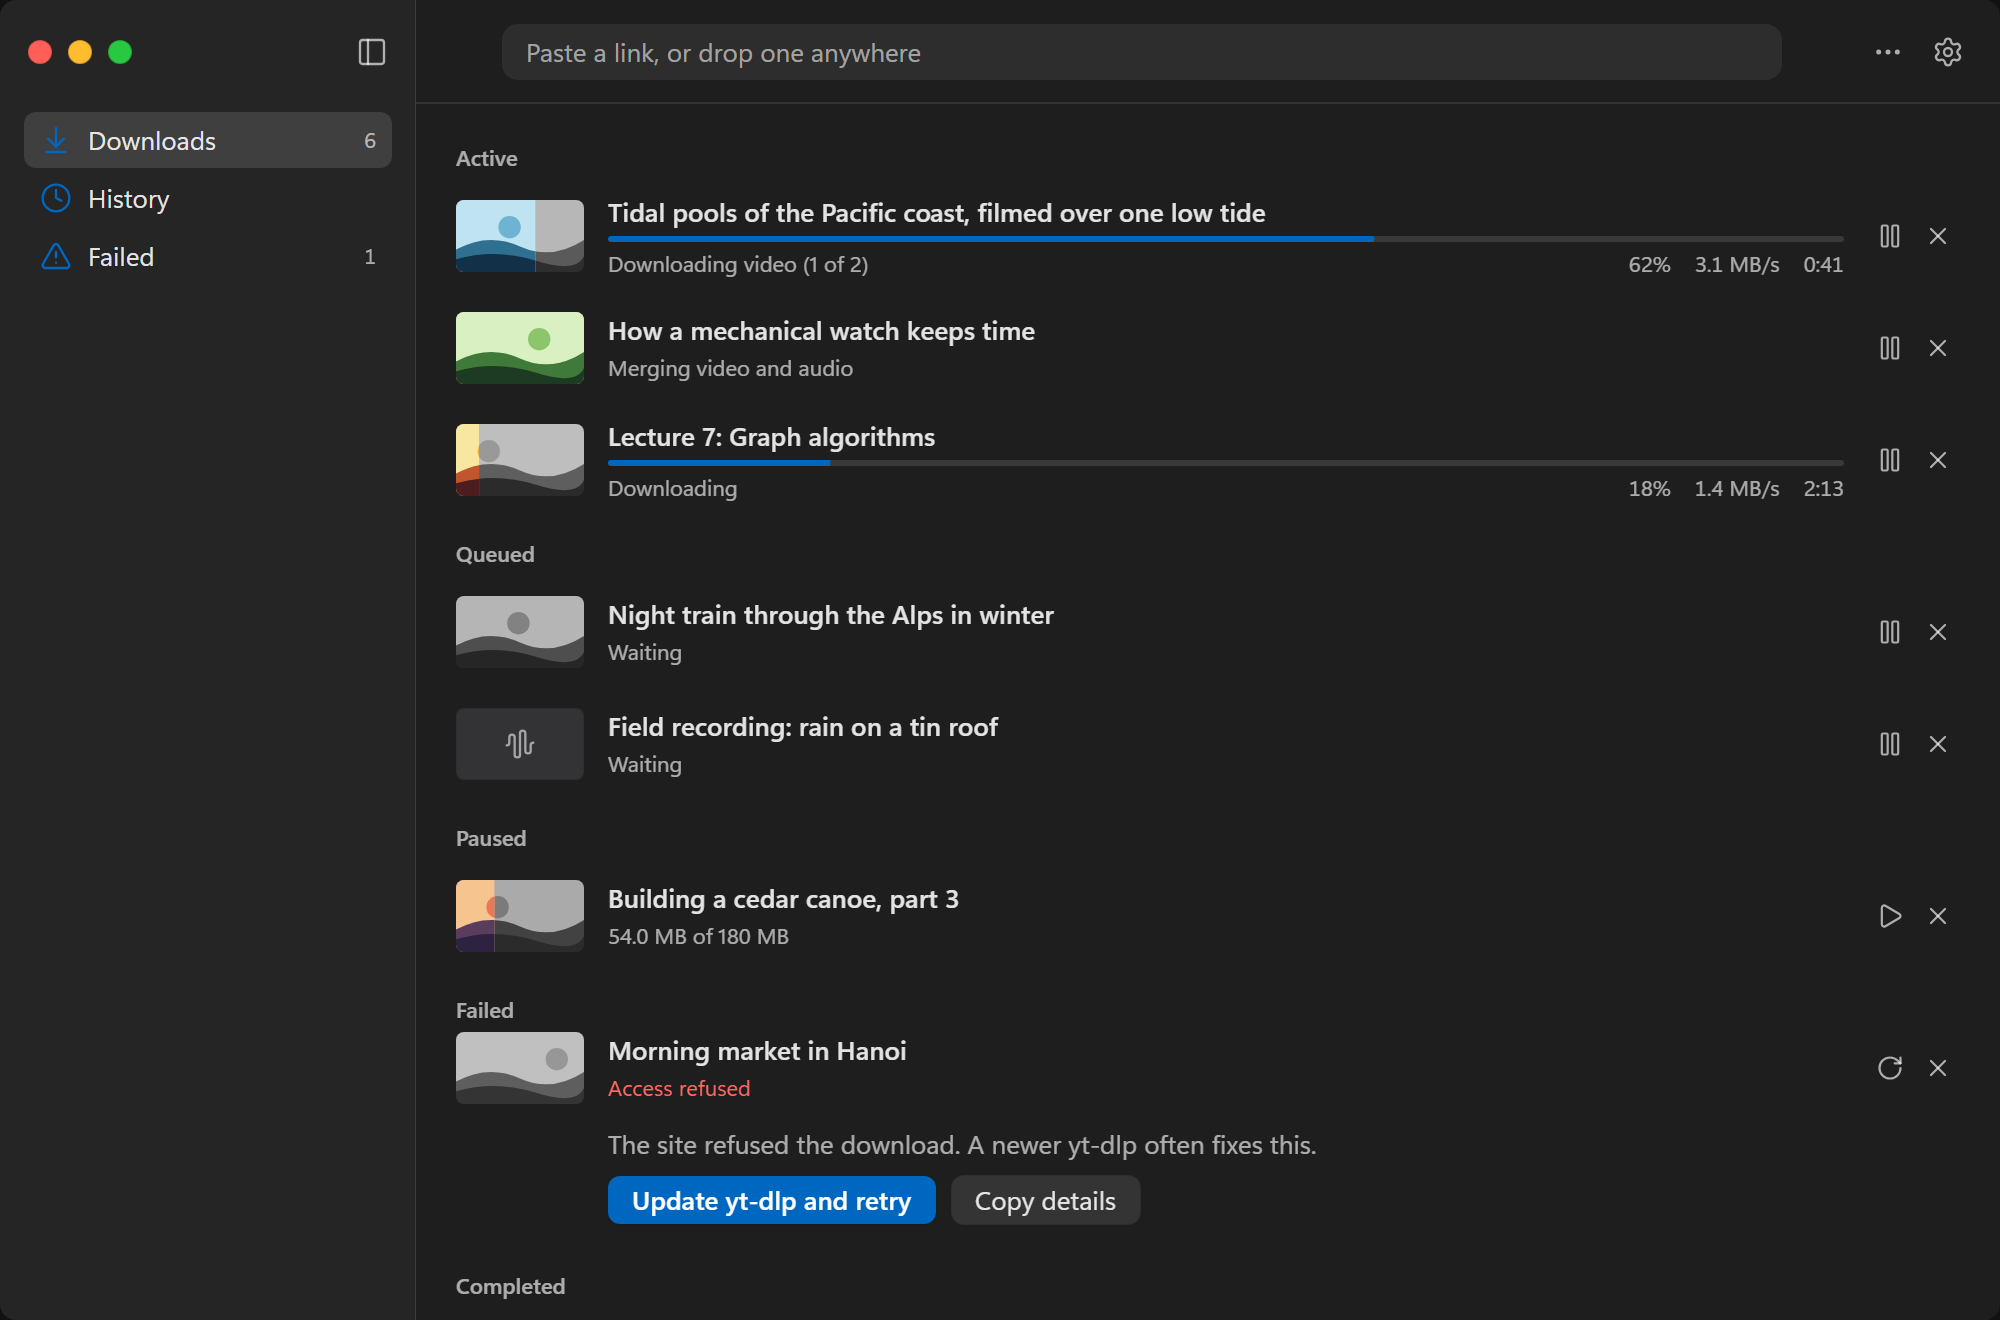 Paste a link, or drop one anywhere
Downloads 6
History
Failed 1
Active
Tidal pools of the Pacific coast, filmed over one low tide
Downloading video (1 of 2) 62% 3.1 MB/s 0:41
How a mechanical watch keeps time
Merging video and audio
Lecture 7: Graph algorithms
Downloading 18% 1.4 MB/s 2:13
Queued
Night train through the Alps in winter
Waiting
Field recording: rain on a tin roof
Waiting
Paused
Building a cedar canoe, part 3
54.0 MB of 180 MB
Failed
Morning market in Hanoi
Access refused
The site refused the download. A newer yt-dlp often fixes this.
Update yt-dlp and retry Copy details
Completed